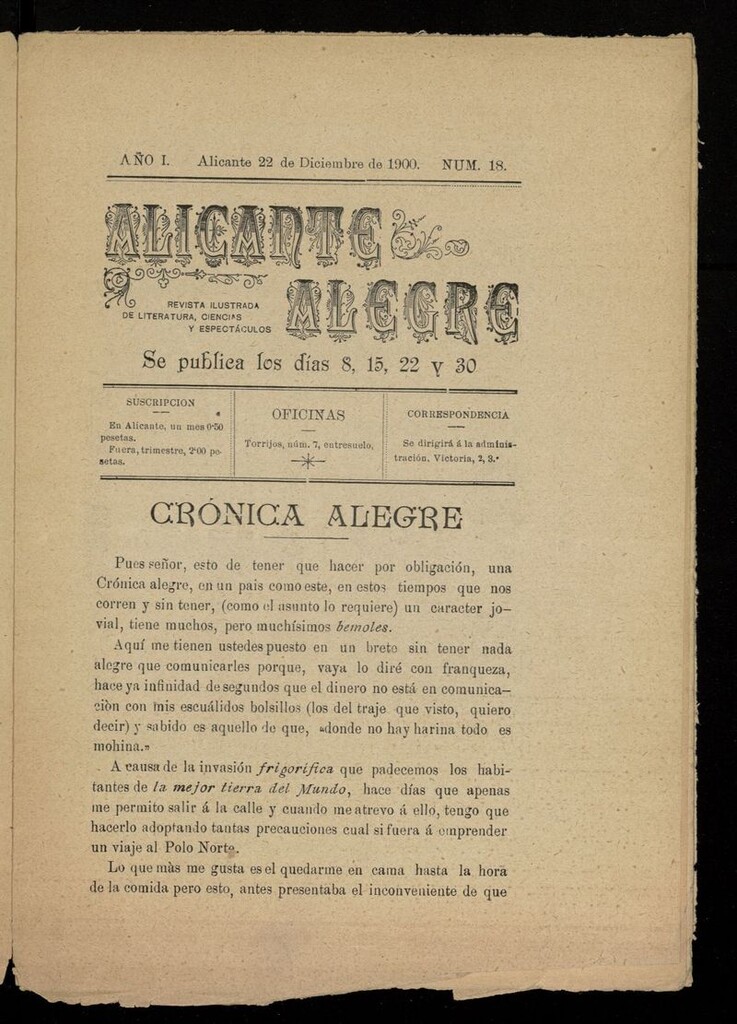 AÑO I. Alicante 22 de Diciembre de 1900. NUM. 18.
ALICANTE
ALEGRE
REVISTA ILUSTRADA
DE LITERATURA, CIENCIAS
Y ESPECTÁCULOS
Se publica los días 8, 15, 22 y 30
SUSCRIPCION
En Alicante, un mes 0'50
pesetas.
Fuera, trimestre, 2'00 pe-
setas.
OFICINAS
Torrijos, núm. 7, entresuelo.
CORRESPONDENCIA
Se dirigirá á la adminis-
tración, Victoria, 2, 3.º
CRÓNICA ALEGRE
Pues señor, esto de tener que hacer por obligación, una
Crónica alegre, en un pais como este, en estos tiempos que nos
corren y sin tener, (como el asunto lo requiere) un caracter jo-
vial, tiene muchos, pero muchísimos bemoles.
Aquí me tienen ustedes puesto en un brete sin tener nada
alegre que comunicarles porque, vaya lo diré con franqueza,
hace ya infinidad de segundos que el dinero no está en comunica-
ciòn con mis escuálidos bolsillos (los del traje que visto, quiero
decir) y sabido es aquello de que, «donde no hay harina todo es
mohina.»
A causa de la invasión frigorifica que padecemos los habi-
tantes de la mejor tierra del Mundo, hace días que apenas
me permito salir á la calle y cuando me atrevo á ello, tengo que
hacerlo adoptando tantas precauciones cual si fuera á emprender
un viaje al Polo Norte.
Lo que màs me gusta es el quedarme en cama hasta la hora
de la comida pero esto, antes presentaba el inconveniente de que